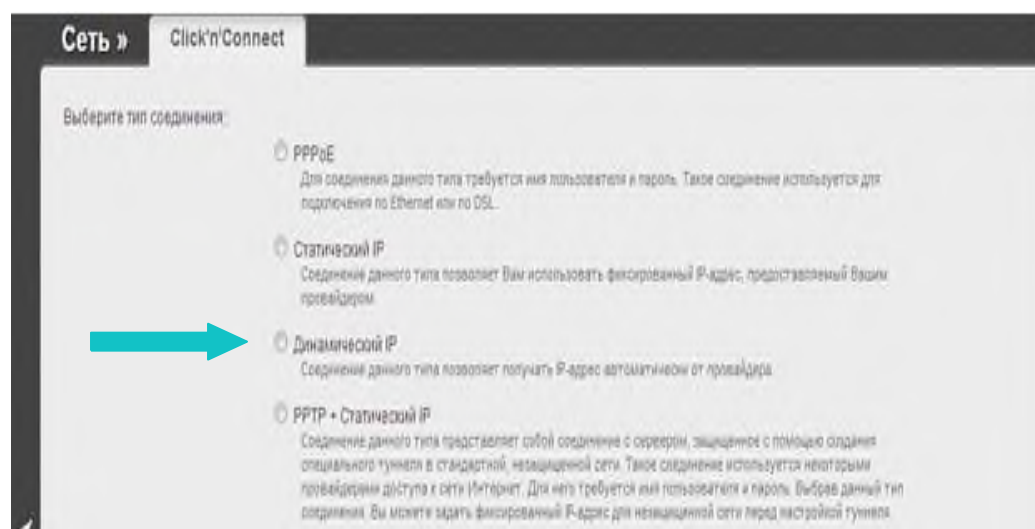 Сеть »
Click'n'Connect
Выберите тип соединения:
PPPoE
Для соединения данного типа требуется имя пользователя и пароль. Такое соединение используется для
подключения по Ethernet или по DSL.
Статический IP
Соединение данного типа позволяет Вам использовать фиксированный IP-адрес, предоставляемый Вашим
провайдером.
Динамический IP
Соединение данного типа позволяет получать IP-адрес автоматически от провайдера.
PPTP + Статический IP
Соединение данного типа представляет собой соединение с сервером, защищенное с помощью создания
специального туннеля в стандартной, незащищенной сети. Такое соединение используется некоторыми
провайдерами доступа к сети Интернет. Для него требуется имя пользователя и пароль. Выбрав данный тип
соединения, Вы можете задать фиксированный IP-адрес для незащищенной сети перед настройкой туннеля.